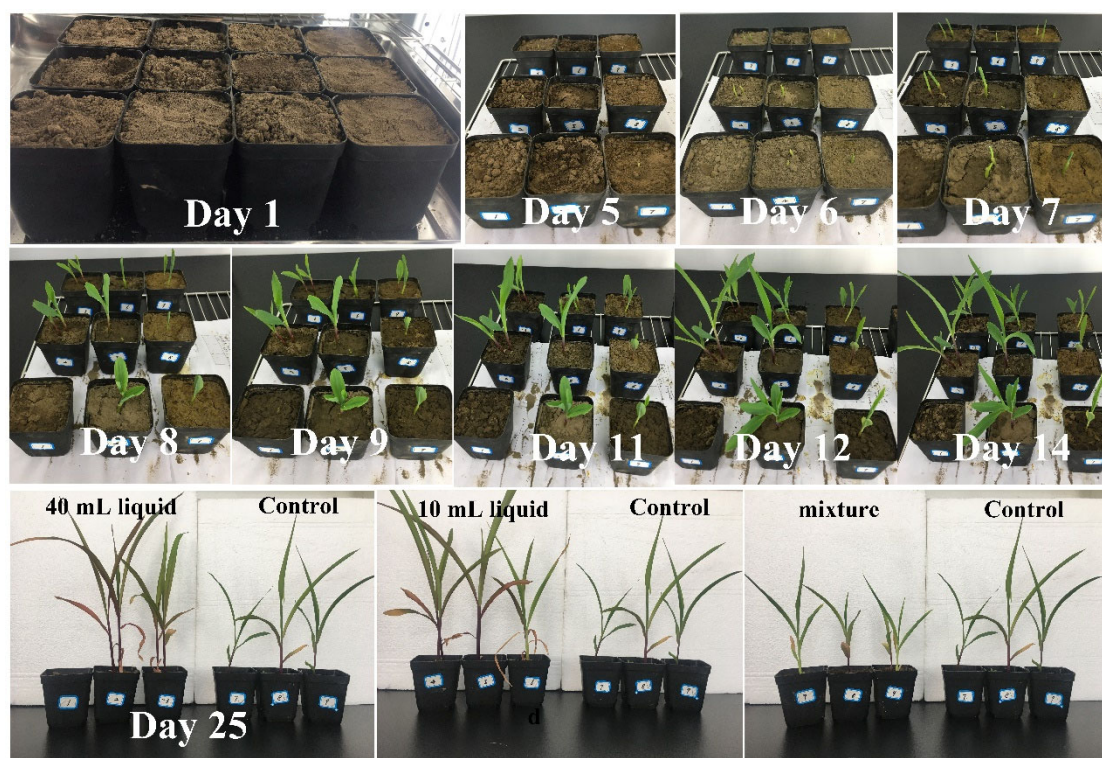 Day 1
Day 5
Day 6
Day 7
Day 8
Day 9
Day 11
Day 12
Day 14
40 mL liquid
Control
10 mL liquid
Control
mixture
Control
Day 25
d